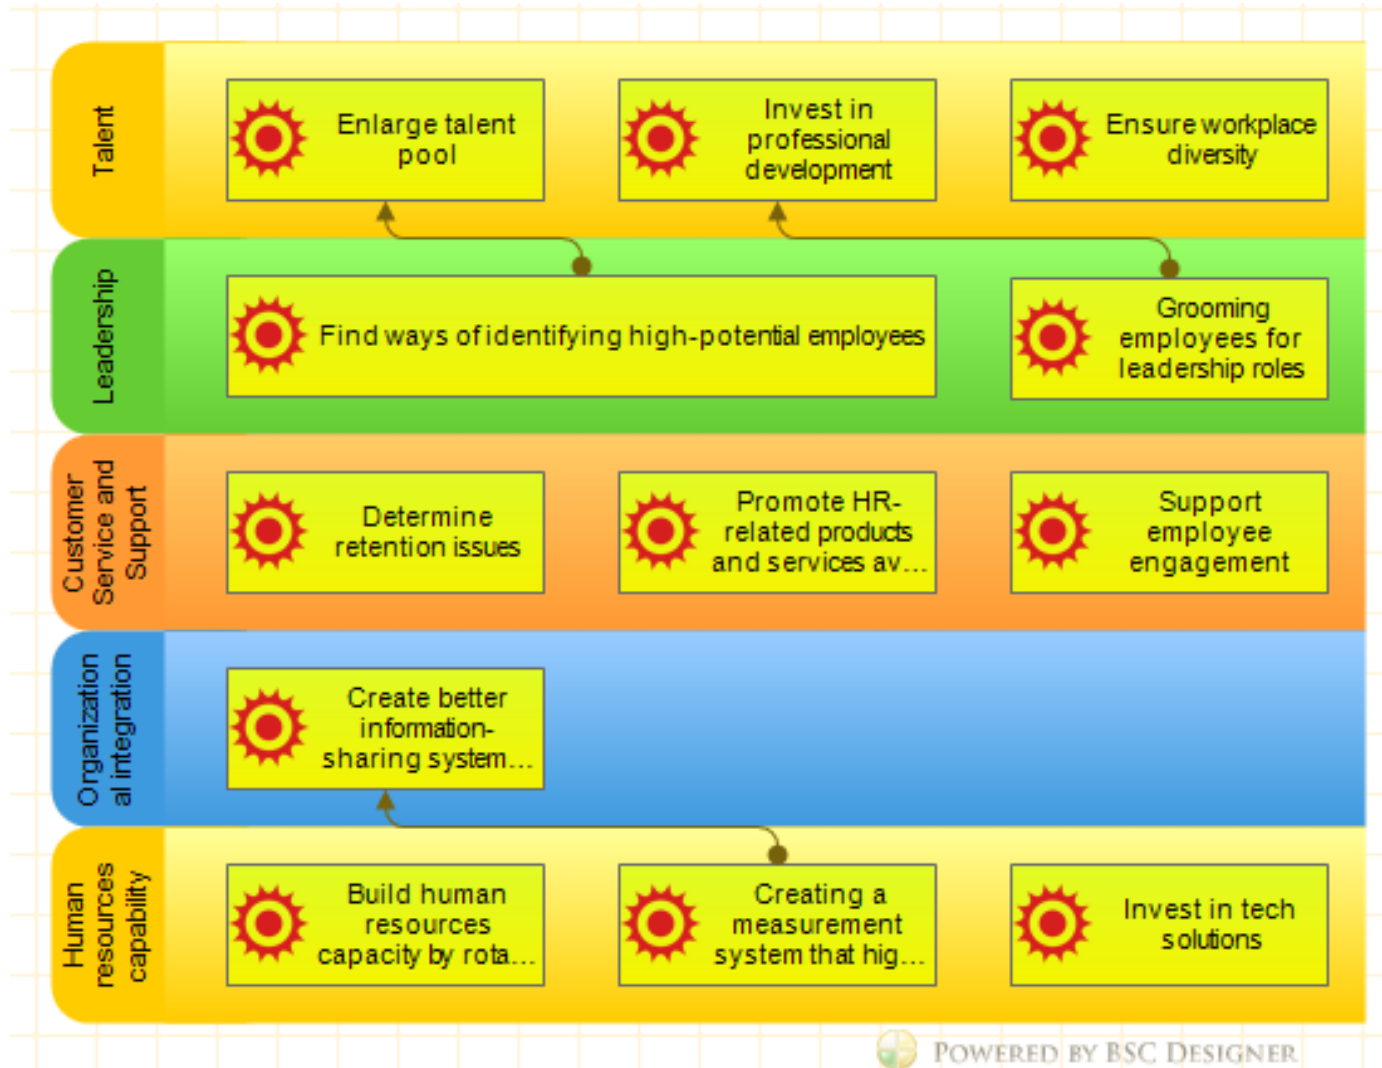 Talent
Enlarge talent
pool
Invest in
professional
development
Ensure workplace
diversity
Leadership
Find ways of identifying high-potential employees
Grooming
employees for
leadership roles
Customer
Service and
Support
Determine
retention issues
Promote HR-
related products
and services av...
Support
employee
engagement
Organization
al integration
Create better
information-
sharing system...
Human
resources
capability
Build human
resources
capacity by rota...
Creating a
measurement
system that hig...
Invest in tech
solutions
POWERED BY BSC DESIGNER